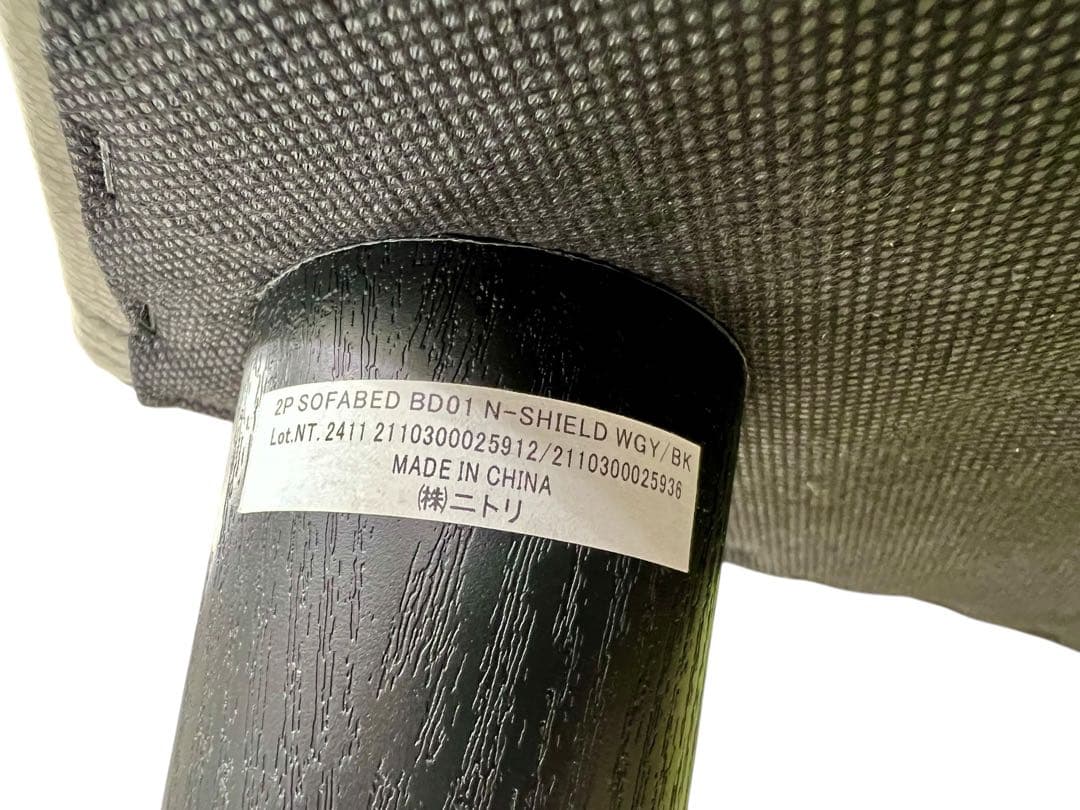 2P SOFABED BD01 N-SHIELD WGY/BK
Lot.NT. 2411 2110300025912/2110300025936
MADE IN CHINA
㈱ニトリ